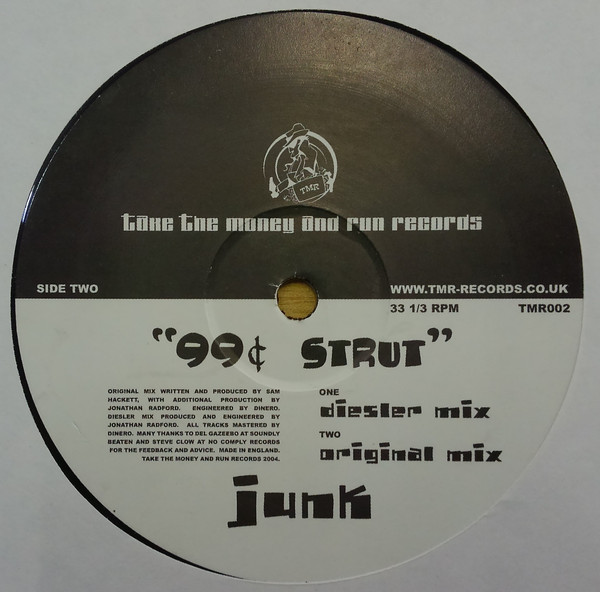 TMR
take the money and run records
SIDE TWO
WWW.TMR-RECORDS.CO.UK
33 1/3 RPM
TMR002
"99¢ STRUT"
ORIGINAL MIX WRITTEN AND PRODUCED BY SAM
HACKETT, WITH ADDITIONAL PRODUCTION BY
JONATHAN RADFORD. ENGINEERED BY DINERO.
DIESLER MIX PRODUCED AND ENGINEERED BY
JONATHAN RADFORD. ALL TRACKS MASTERED BY
DINERO. MANY THANKS TO DEL GAZEEBO AT SOUNDLY
BEATEN AND STEVE CLOW AT NO COMPLY RECORDS
FOR THE FEEDBACK AND ADVICE. MADE IN ENGLAND.
TAKE THE MONEY AND RUN RECORDS 2004.
ONE
diesler mix
TWO
original mix
junk